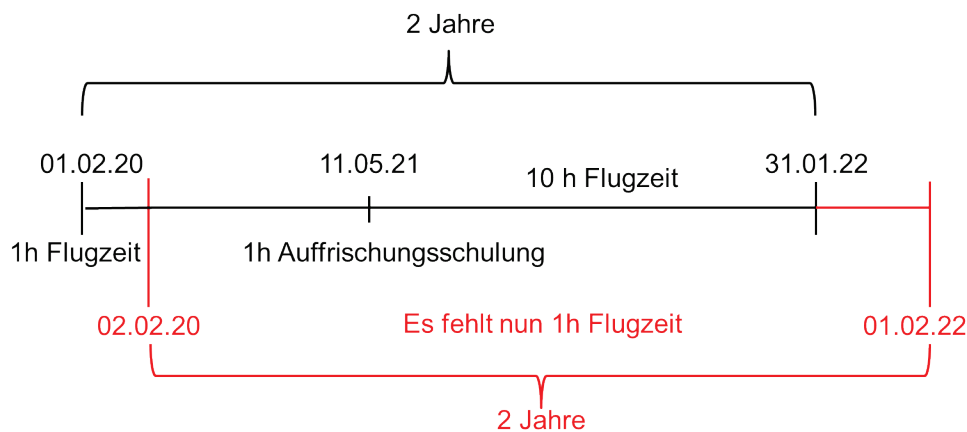 2 Jahre
01.02.20
11.05.21
31.01.22
10 h Flugzeit
1h Flugzeit
1h Auffrischungsschulung
02.02.20
Es fehlt nun 1h Flugzeit
01.02.22
2 Jahre